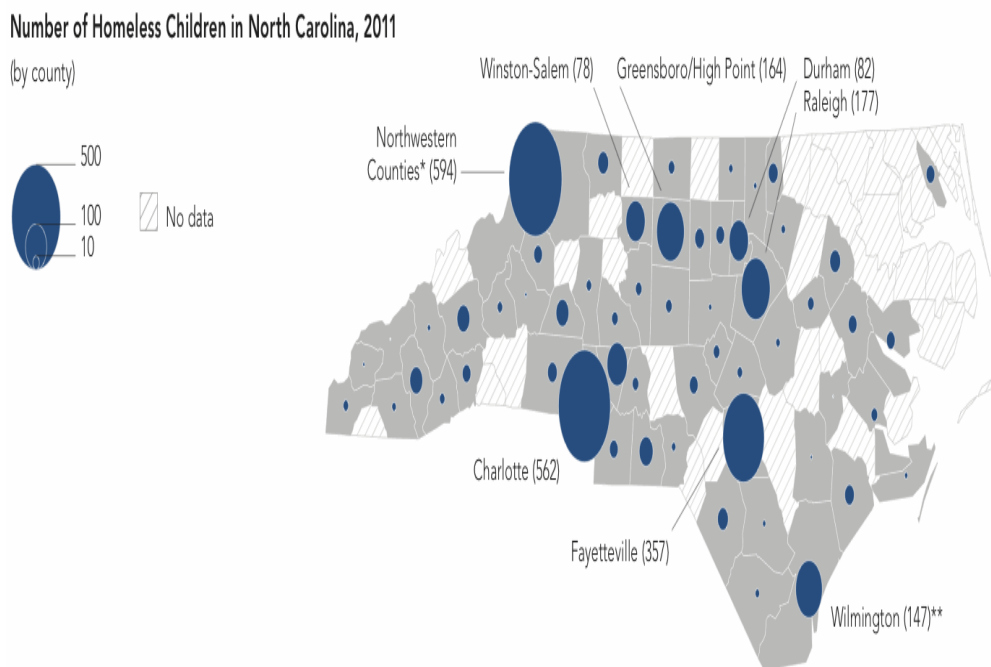 Number of Homeless Children in North Carolina, 2011
(by county)
500
100
10
No data
Winston-Salem (78)
Greensboro/High Point (164)
Durham (82)
Raleigh (177)
Northwestern
Counties* (594)
Charlotte (562)
Fayetteville (357)
Wilmington (147)**